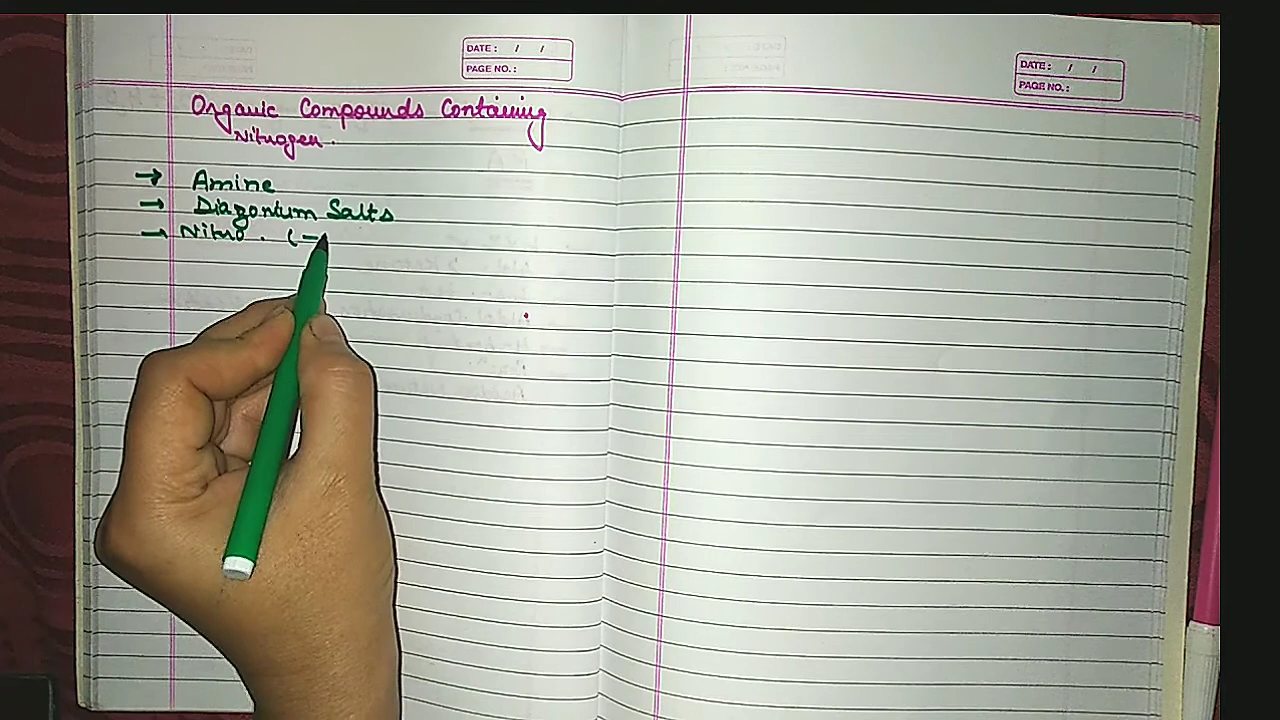 DATE : / /
PAGE NO. :
DATE : / /
PAGE NO. :
Organic Compounds Containing
Nitrogen.
→ Amine
→ Diazonium Salts
→ Nitro. (-